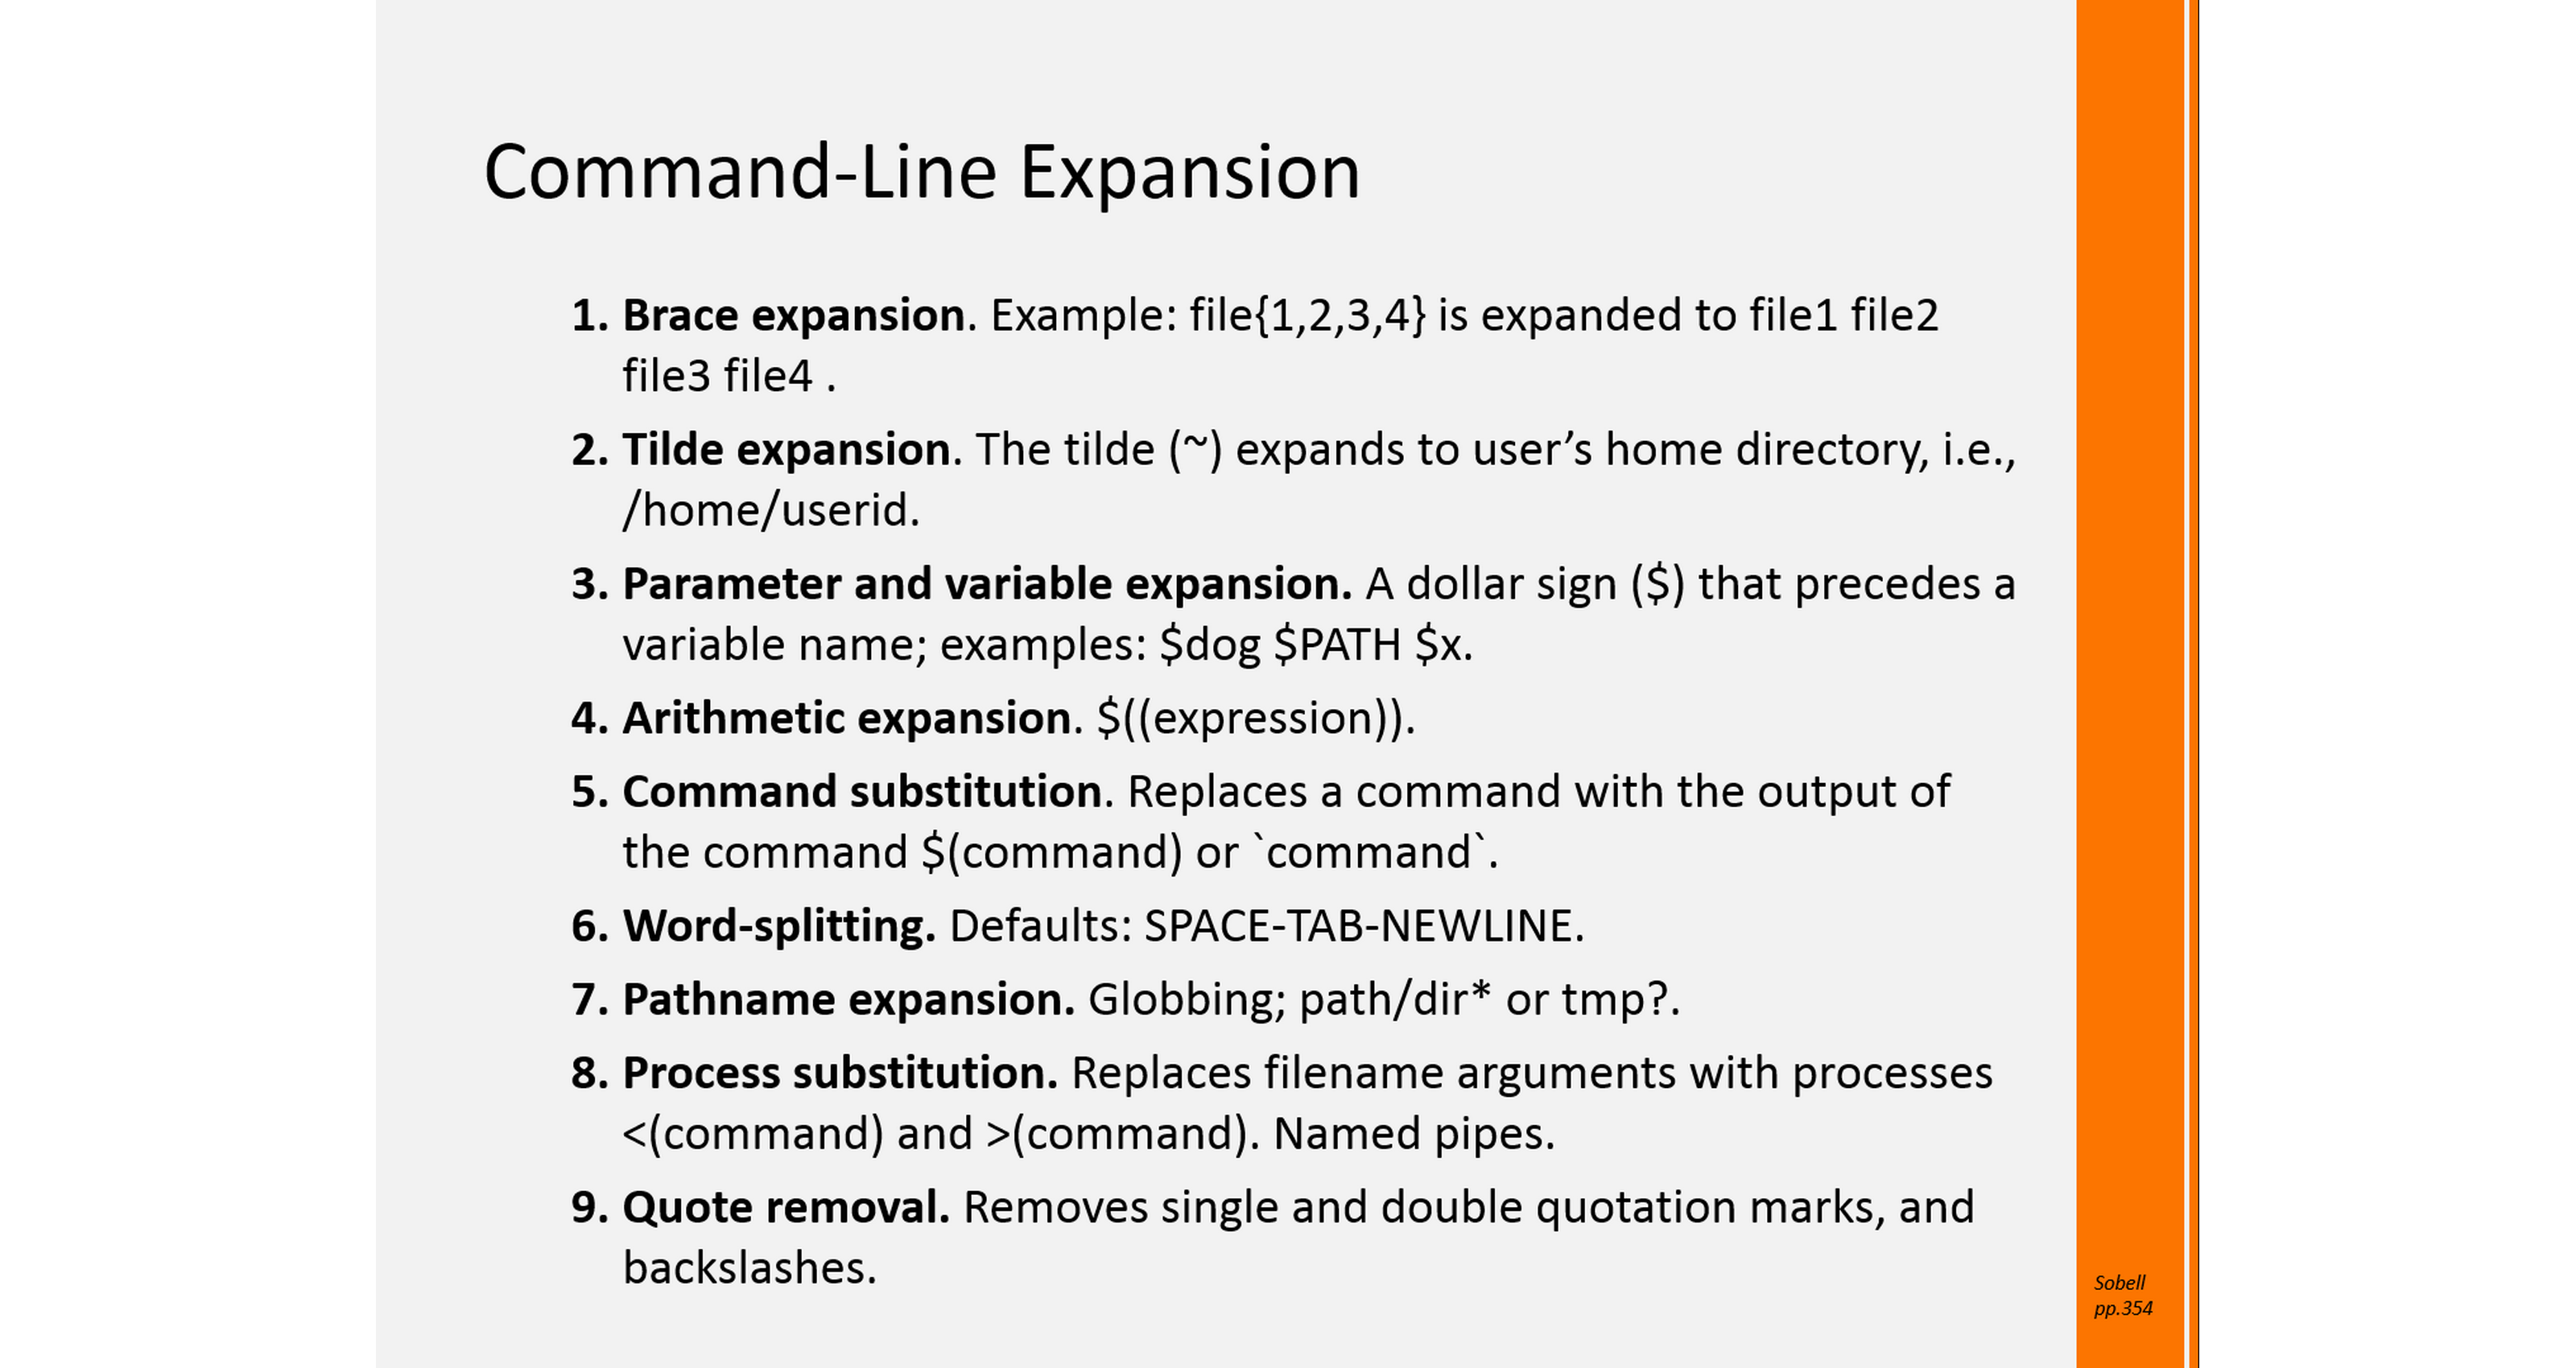 Command-Line Expansion
1. Brace expansion. Example: file{1,2,3,4} is expanded to file1 file2
file3 file4 .
2. Tilde expansion. The tilde (~) expands to user’s home directory, i.e.,
/home/userid.
3. Parameter and variable expansion. A dollar sign ($) that precedes a
variable name; examples: $dog $PATH $x.
4. Arithmetic expansion. $((expression)).
5. Command substitution. Replaces a command with the output of
the command $(command) or `command`.
6. Word-splitting. Defaults: SPACE-TAB-NEWLINE.
7. Pathname expansion. Globbing; path/dir* or tmp?.
8. Process substitution. Replaces filename arguments with processes
<(command) and >(command). Named pipes.
9. Quote removal. Removes single and double quotation marks, and
backslashes.
Sobell
pp.354